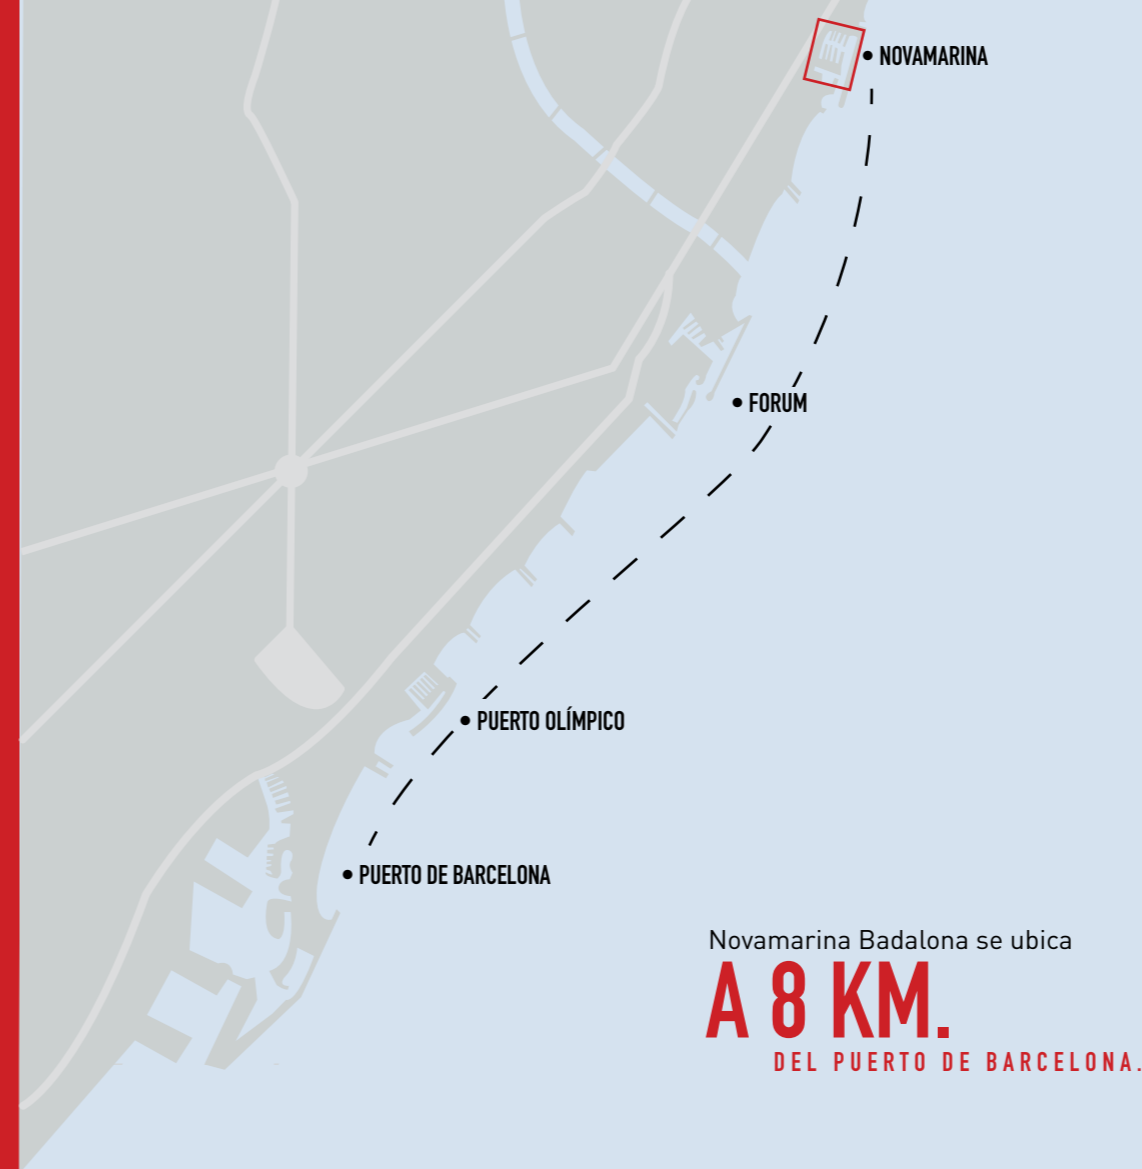 NOVAMARINA
FORUM
PUERTO OLÍMPICO
PUERTO DE BARCELONA
Novamarina Badalona se ubica
A 8 KM.
DEL PUERTO DE BARCELONA.